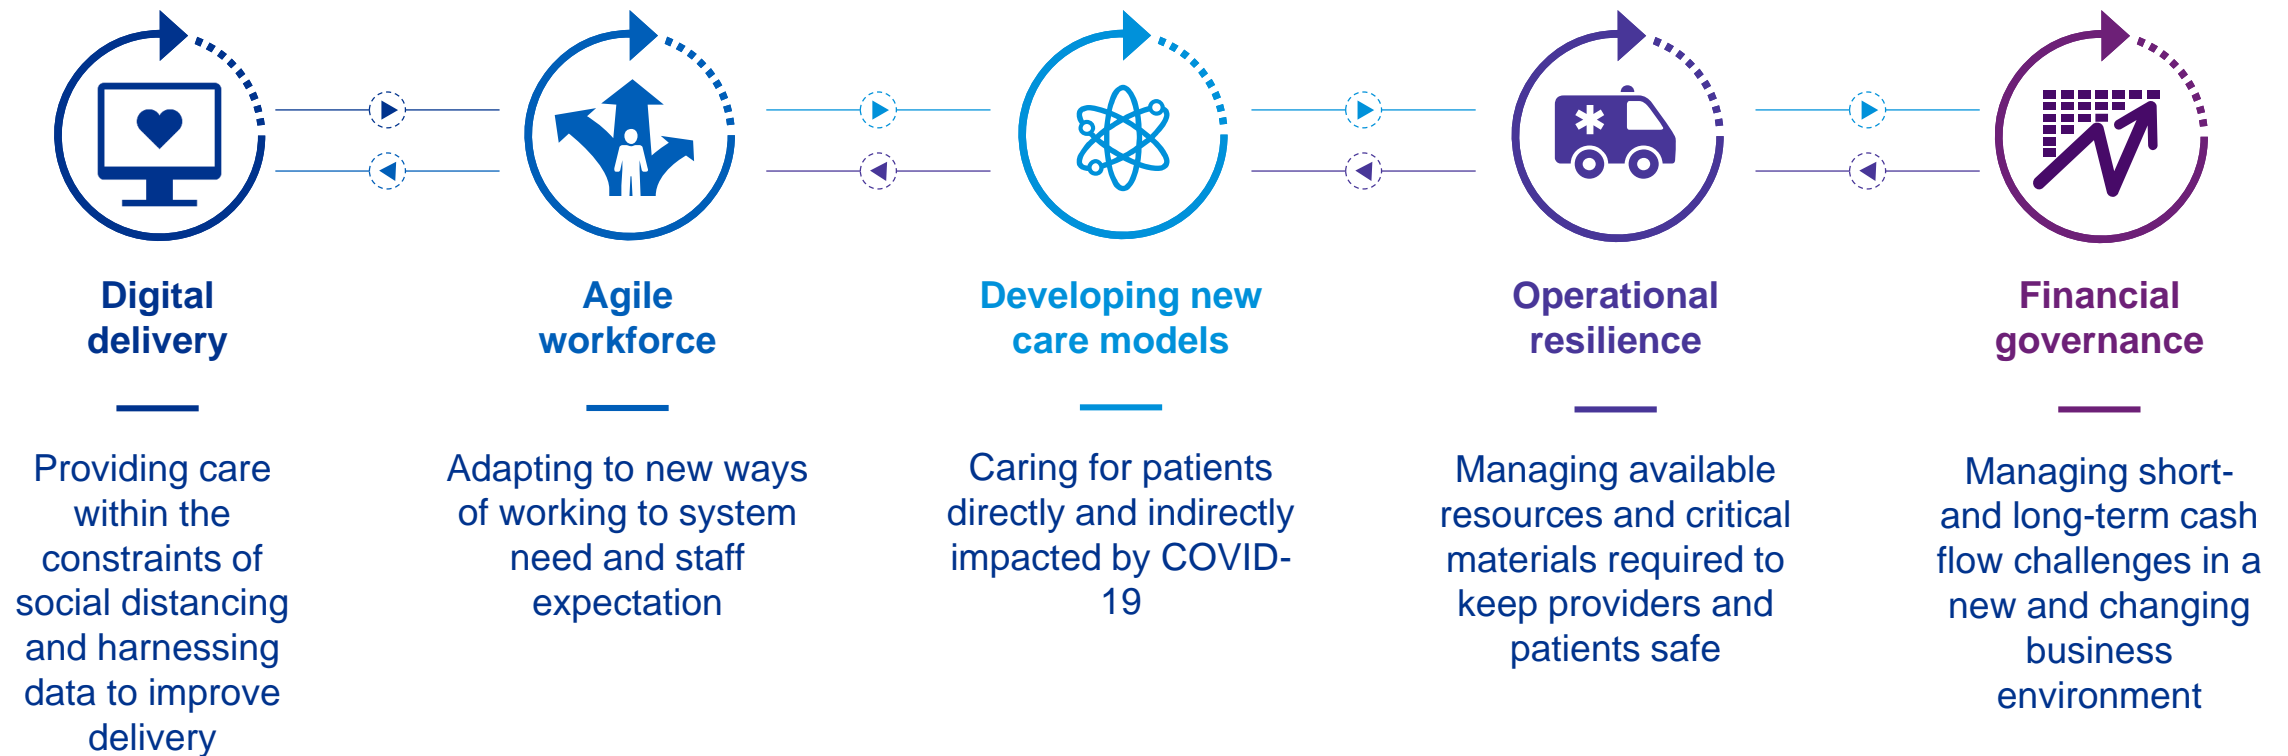 Digital
delivery
Providing care
within the
constraints of
social distancing
and harnessing
data to improve
delivery
Agile
workforce
Adapting to new ways
of working to system
need and staff
expectation
Developing new
care models
Caring for patients
directly and indirectly
impacted by COVID-
19
Operational
resilience
Managing available
resources and critical
materials required to
keep providers and
patients safe
Financial
governance
Managing short-
and long-term cash
flow challenges in a
new and changing
business
environment